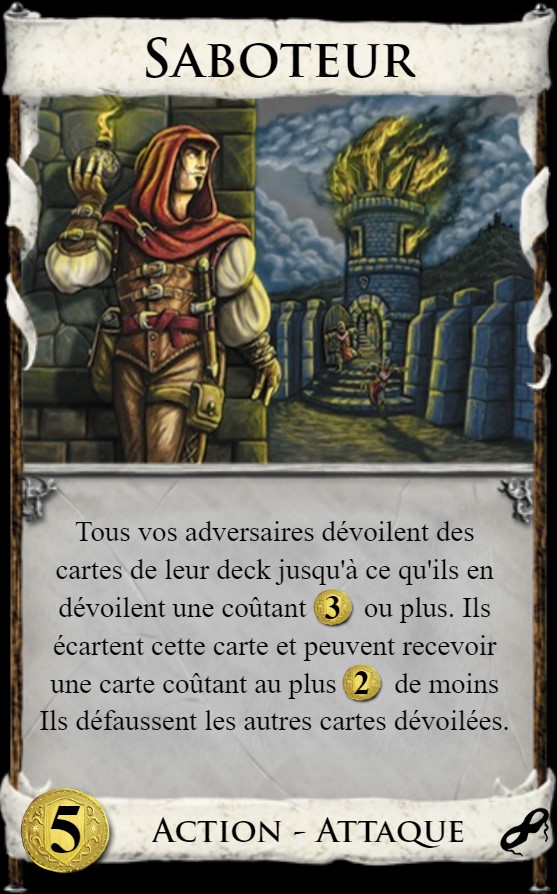 SABOTEUR
Tous vos adversaires dévoilent des
cartes de leur deck jusqu'à ce qu'ils en
dévoilent une coûtant 3 ou plus. Ils
écartent cette carte et peuvent recevoir
une carte coûtant au plus 2 de moins
Ils défaussent les autres cartes dévoilées.
5 ACTION - ATTAQUE